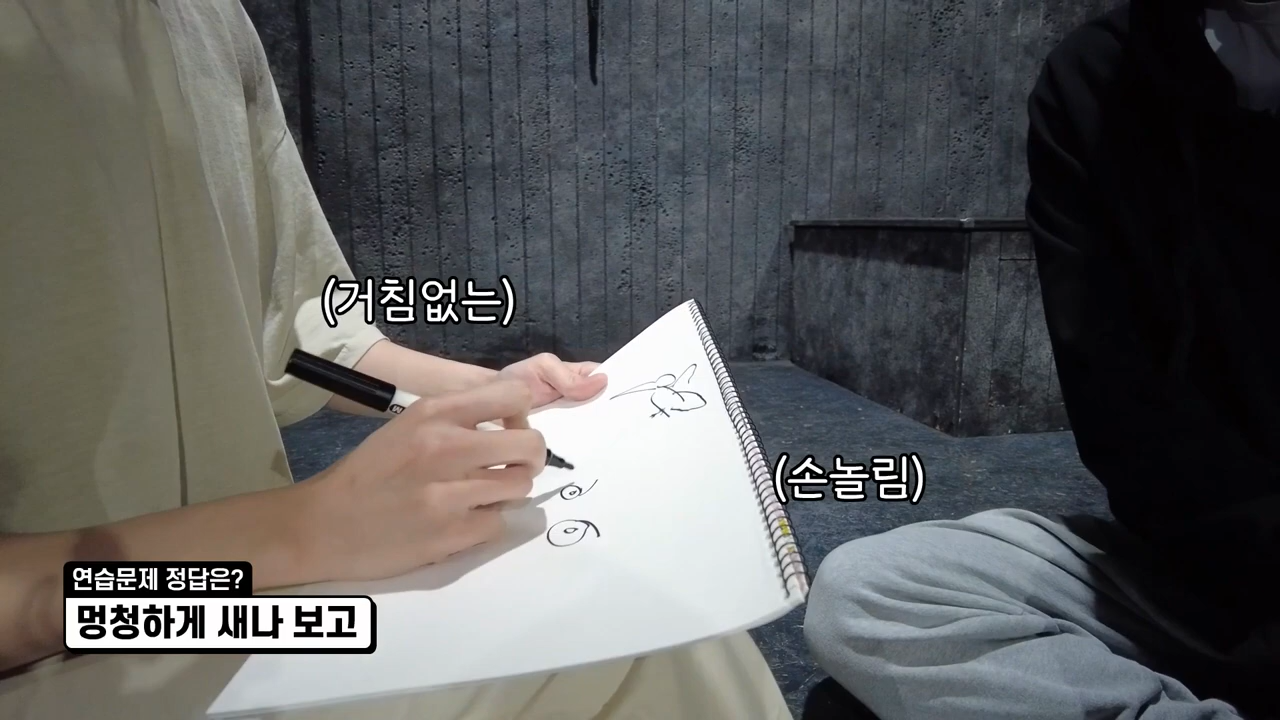 (거침없는)
(손놀림)
연습문제 정답은?
멍청하게 새나 보고